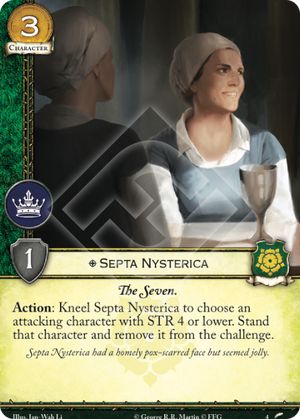 3
CHARACTER
1
SEPTA NYSTERICA
The Seven.
Action: Kneel Septa Nysterica to choose an
attacking character with STR 4 or lower. Stand
that character and remove it from the challenge.
Septa Nysterica had a homely pox-scarred face but seemed jolly.
Illus. Jan-Wah Li
© George R.R. Martin © FFG
4